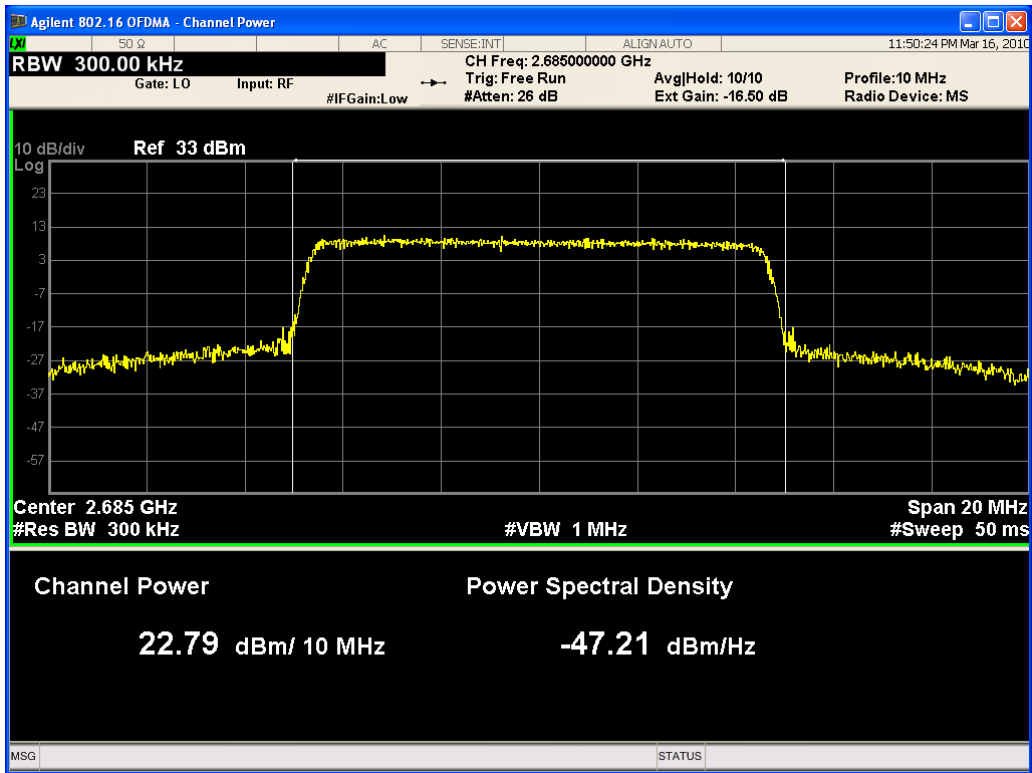 Agilent 802.16 OFDMA - Channel Power
LXI 50 Ω AC SENSE:INT ALIGN AUTO 11:50:24 PM Mar 16, 2010
RBW 300.00 kHz CH Freq: 2.685000000 GHz
Gate: LO Input: RF Trig: Free Run Avg|Hold: 10/10 Profile:10 MHz
#IFGain:Low #Atten: 26 dB Ext Gain: -16.50 dB Radio Device: MS
10 dB/div Ref 33 dBm
Log
23
13
3
-7
-17
-27
-37
-47
-57
Center 2.685 GHz Span 20 MHz
#Res BW 300 kHz #VBW 1 MHz #Sweep 50 ms
Channel Power Power Spectral Density
22.79 dBm/ 10 MHz -47.21 dBm/Hz
MSG STATUS